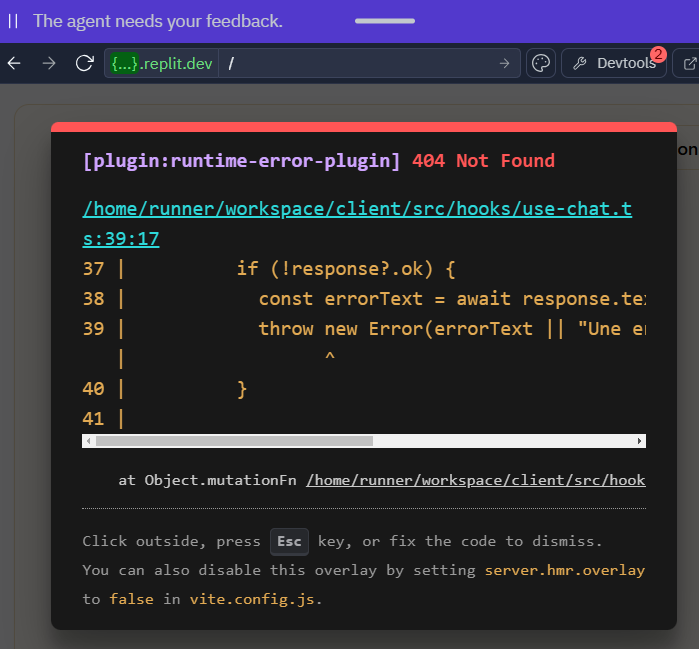 The agent needs your feedback.
{...}.replit.dev /
Devtools 2
[plugin:runtime-error-plugin] 404 Not Found
/home/runner/workspace/client/src/hooks/use-chat.t
s:39:17
37 | if (!response?.ok) {
38 | const errorText = await response.tex
39 | throw new Error(errorText || "Une er
| ^
40 | }
41 |
at Object.mutationFn /home/runner/workspace/client/src/hook
Click outside, press Esc key, or fix the code to dismiss.
You can also disable this overlay by setting server.hmr.overlay
to false in vite.config.js.